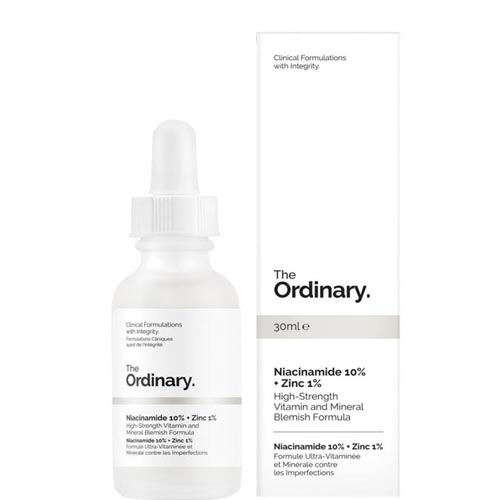 Clinical Formulations
with Integrity.
Formulations Cliniques
ayant de l'Intégrité
The
Ordinary.
Niacinamide 10% + Zinc 1%
High-Strength Vitamin and
Mineral Blemish Formula
Niacinamide 10% + Zinc 1%
Formule Ultra-Vitaminée et
Minérale contre les Imperfections
Clinical Formulations
with Integrity.
The
Ordinary.
30ml e
Niacinamide 10%
+ Zinc 1%
High-Strength
Vitamin and Mineral
Blemish Formula
Niacinamide 10% + Zinc 1%
Formule Ultra-Vitaminée
et Minérale contre
les Imperfections